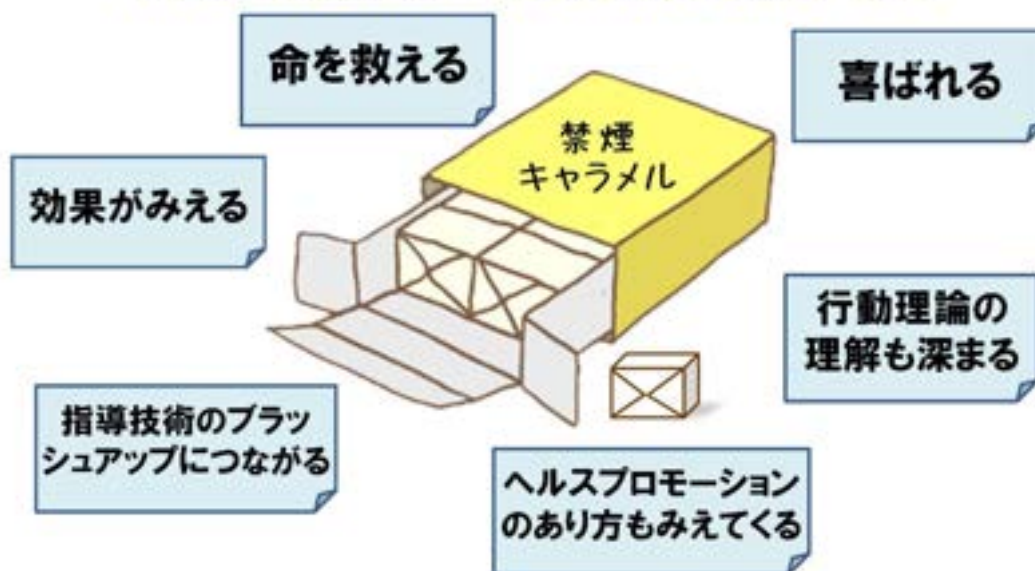 命を救える
喜ばれる
禁煙
キャラメル
効果がみえる
行動理論の
理解も深まる
指導技術のブラッ
シュアップにつながる
ヘルスプロモーション
のあり方もみえてくる